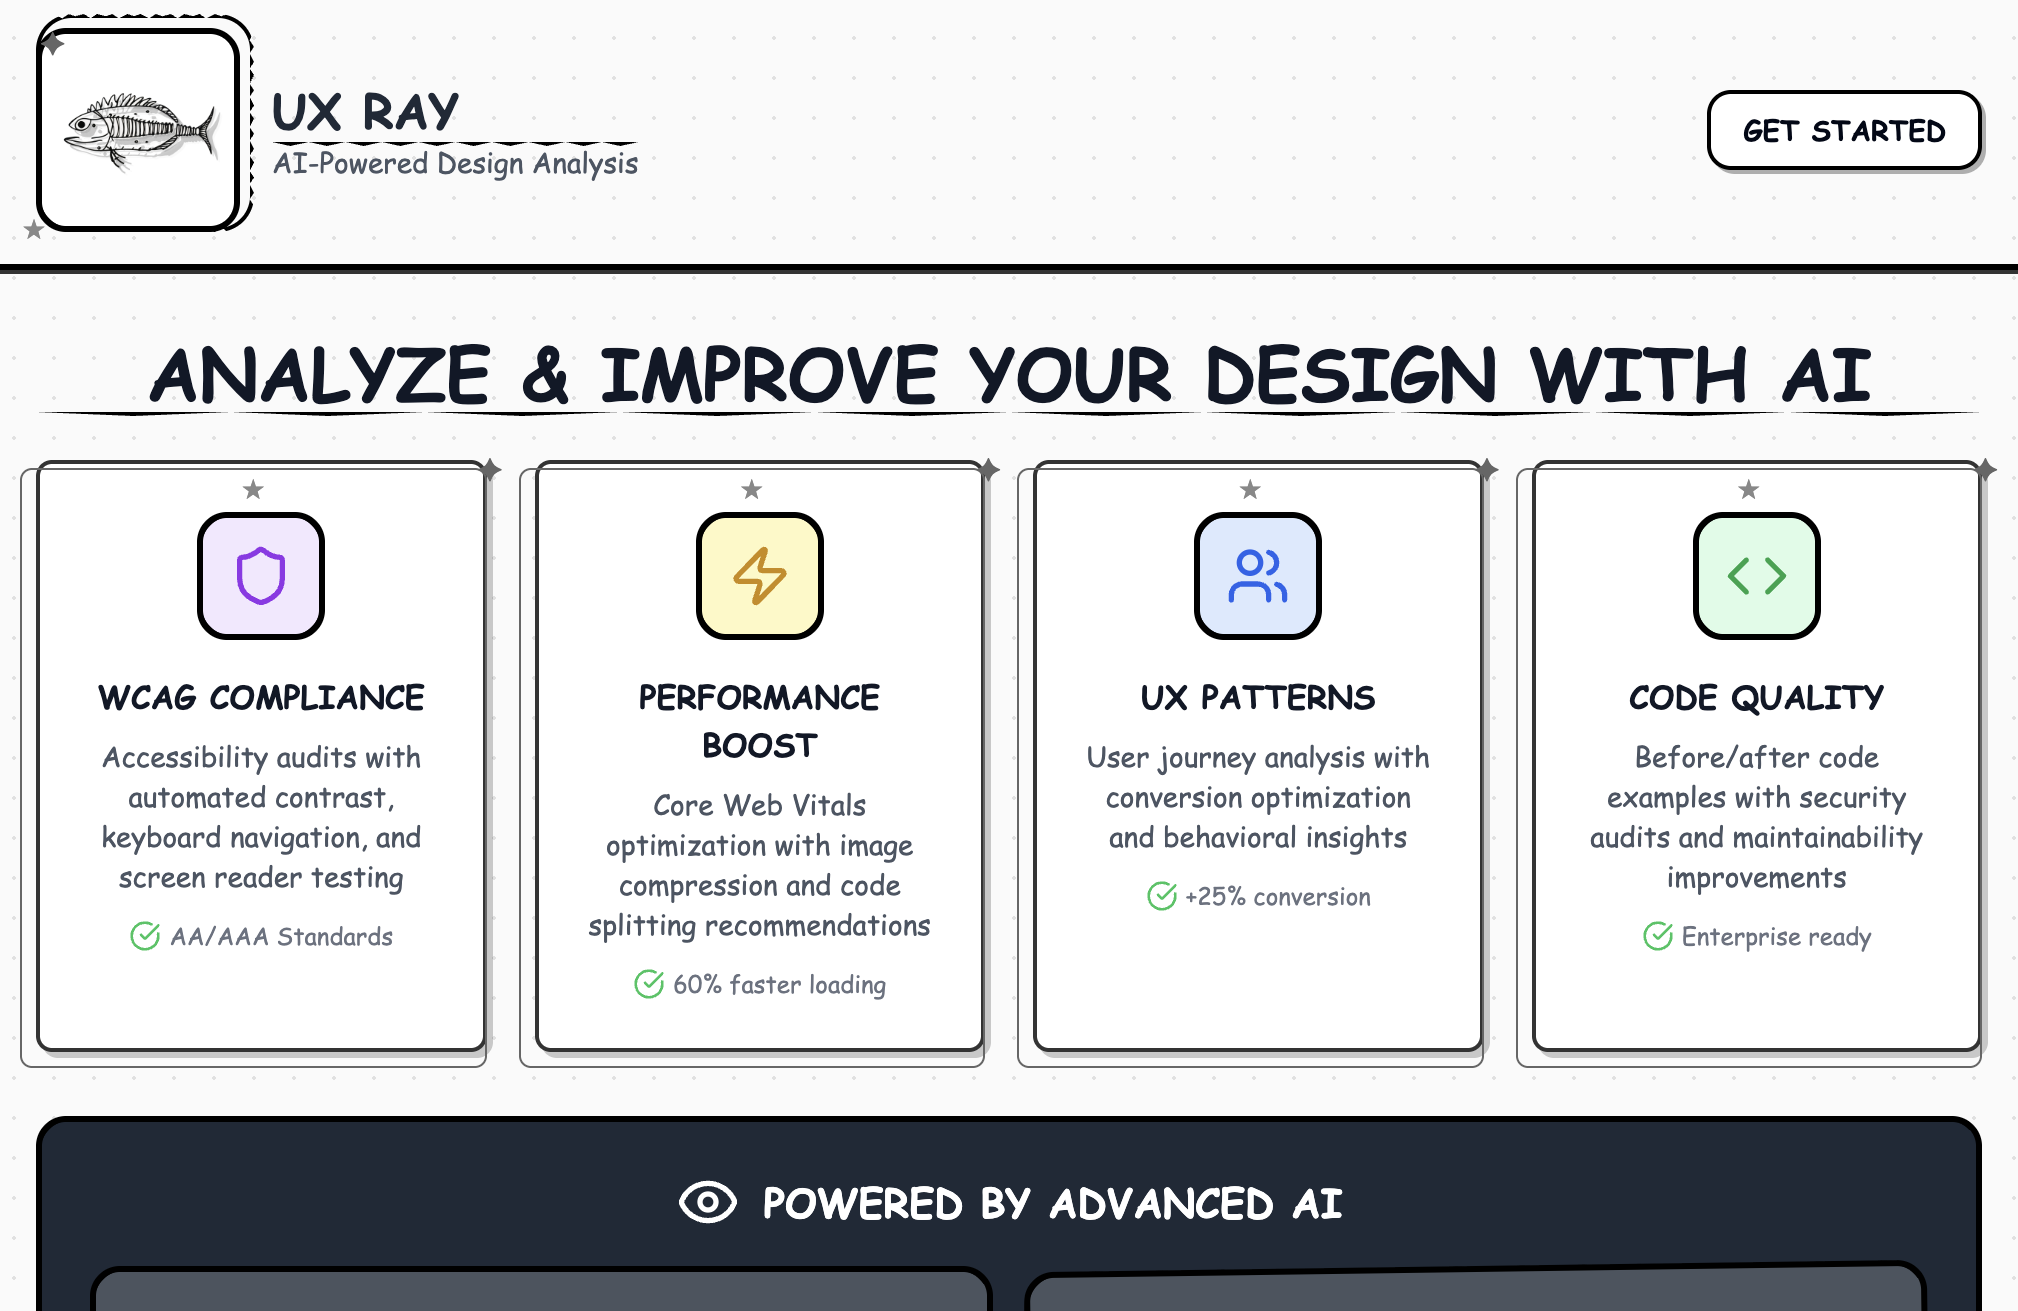 UX RAY
AI-Powered Design Analysis
GET STARTED
ANALYZE & IMPROVE YOUR DESIGN WITH AI
WCAG COMPLIANCE
Accessibility audits with
automated contrast,
keyboard navigation, and
screen reader testing
AA/AAA Standards
PERFORMANCE
BOOST
Core Web Vitals
optimization with image
compression and code
splitting recommendations
60% faster loading
UX PATTERNS
User journey analysis with
conversion optimization
and behavioral insights
+25% conversion
CODE QUALITY
Before/after code
examples with security
audits and maintainability
improvements
Enterprise ready
POWERED BY ADVANCED AI